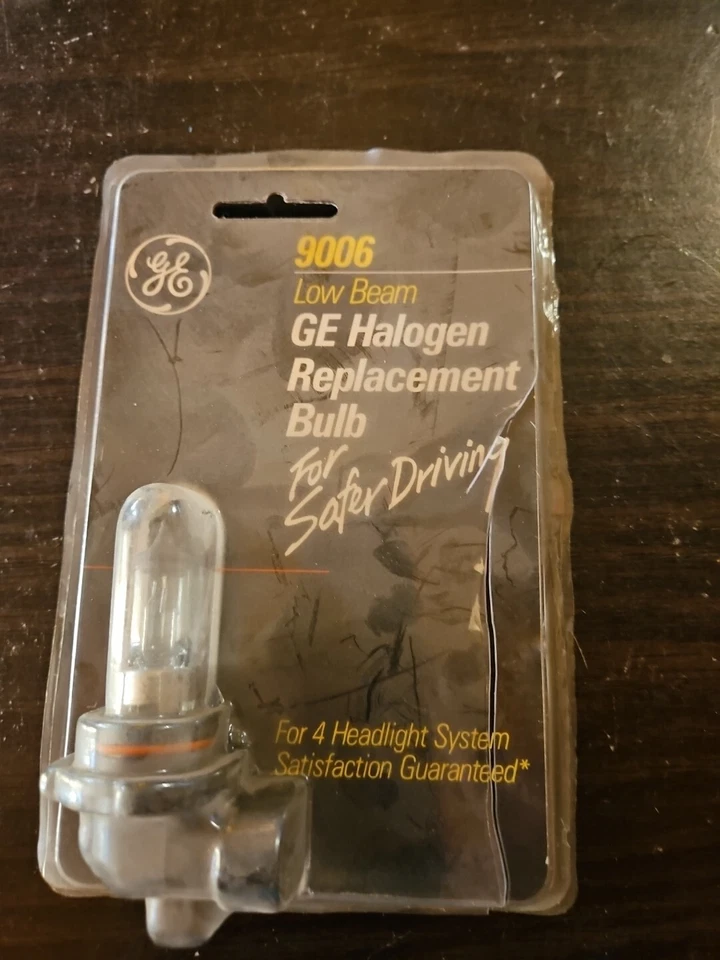 GE
9006
Low Beam
GE Halogen
Replacement
Bulb
For
Safer Driving
For 4 Headlight System
Satisfaction Guaranteed*